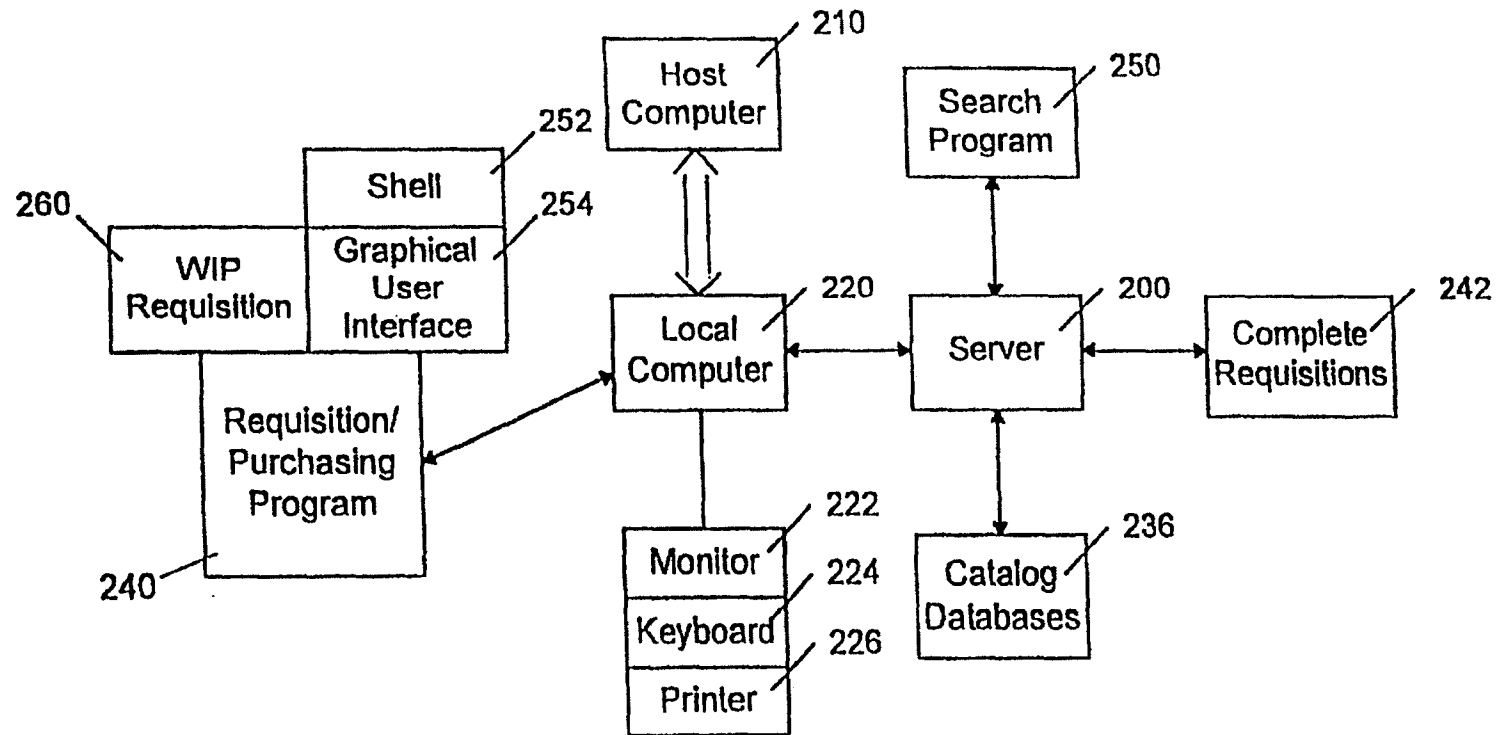 210
Host
Computer
250
Search
Program
252
Shell
260
254
WIP
Requisition
Graphical
User
Interface
220
Local
Computer
200
Server
242
Complete
Requisitions
Requisition/
Purchasing
Program
240
222
Monitor
224
Keyboard
226
Printer
236
Catalog
Databases